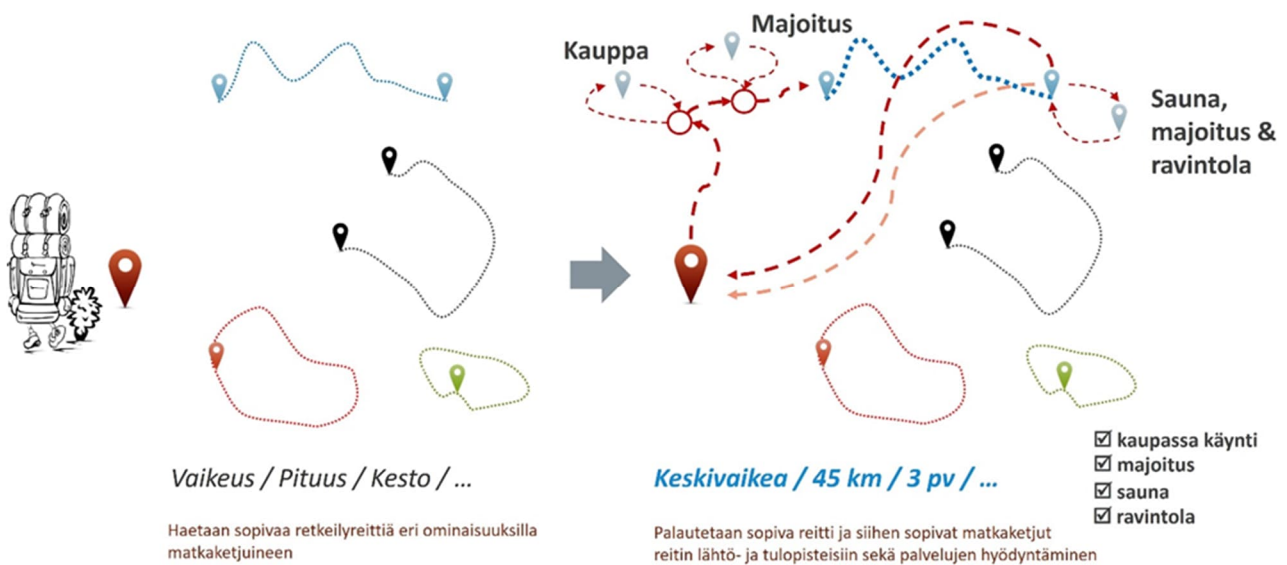 Kauppa
Majoitus
Sauna,
majoitus &
ravintola
Vaikeus / Pituus / Kesto / ...
Haetaan sopivaa retkeilyreittiä eri ominaisuuksilla
matkaketjuineen
Keskivaikea / 45 km / 3 pv / ...
Palautetaan sopiva reitti ja siihen sopivat matkaketjut
reitin lähtö- ja tulopisteisiin sekä palvelujen hyödyntäminen
☑ kaupassa käynti
☑ majoitus
☑ sauna
☑ ravintola